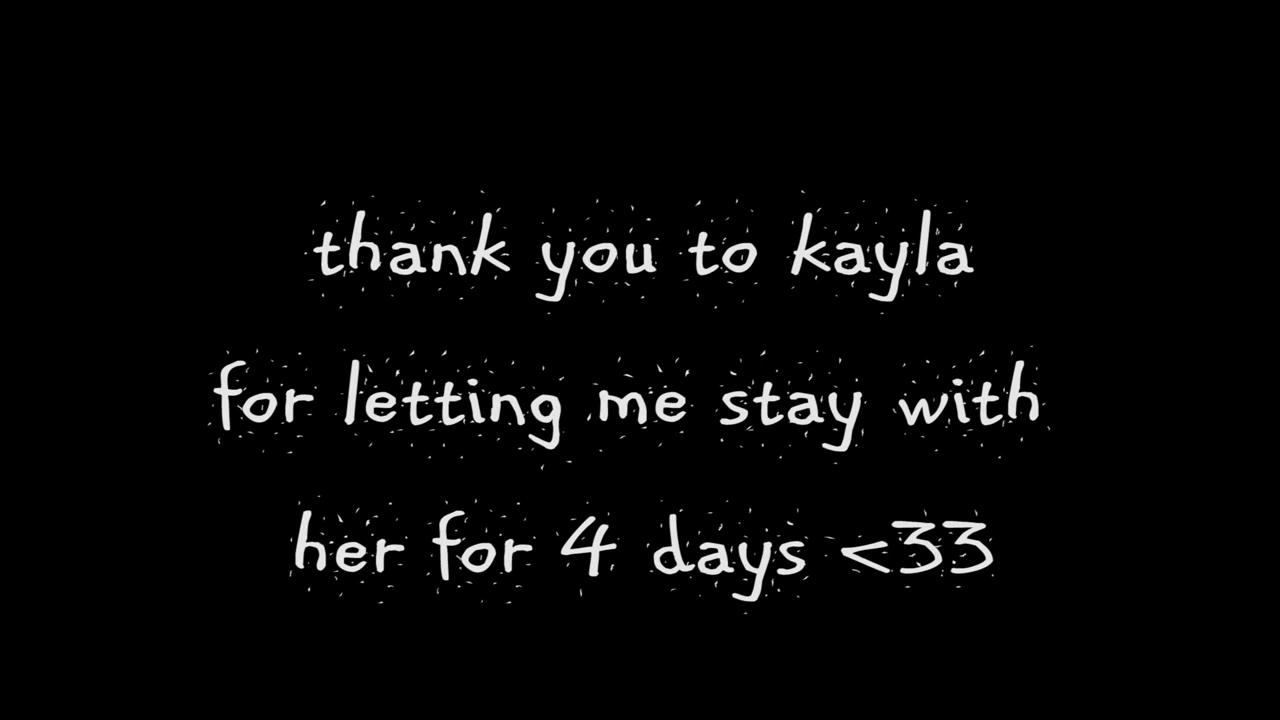 thank you to kayla
for letting me stay with
her for 4 days <33